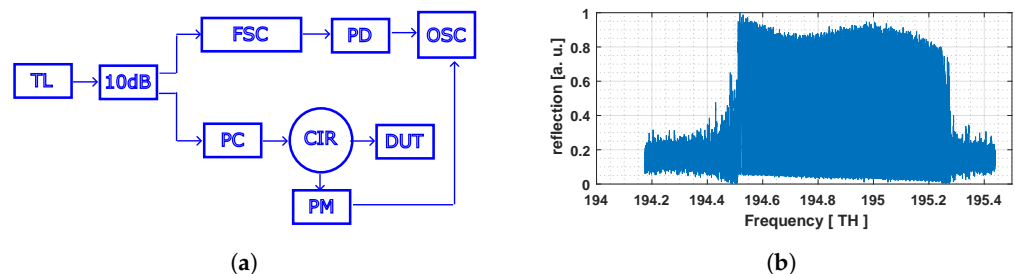 FSC
PD
OSC
TL
10dB
PC
CIR
DUT
PM
(a)
reflection [a. u.]
1
0.8
0.6
0.4
0.2
0
194 194.2 194.4 194.6 194.8 195 195.2 195.4
Frequency [ TH ]
(b)